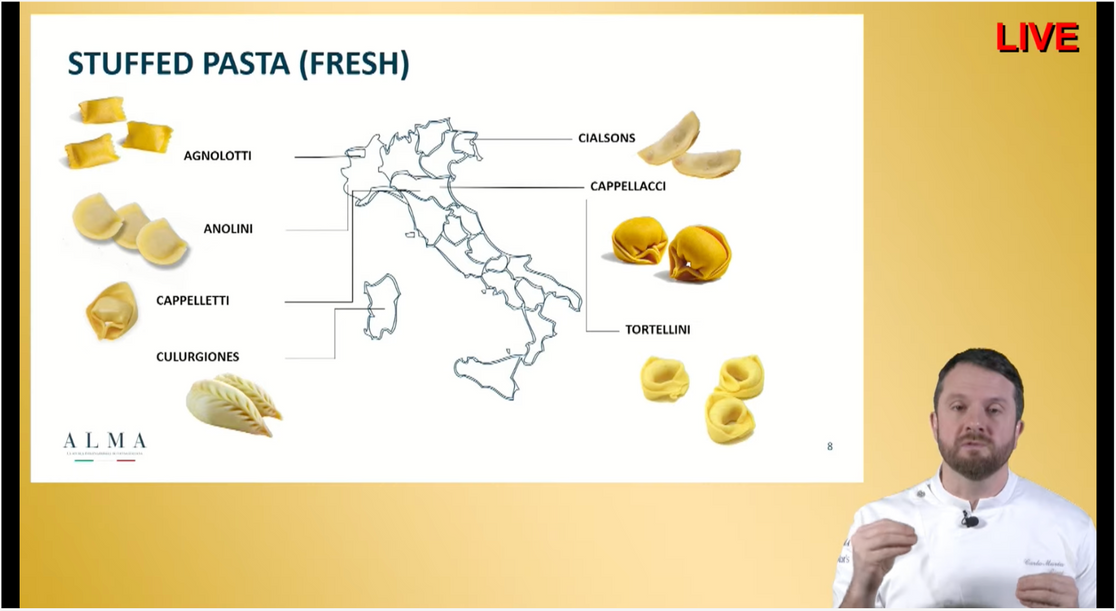 LIVE
STUFFED PASTA (FRESH)
AGNOLOTTI
ANOLINI
CAPPELLETTI
CULURGIONES
CIALSONS
CAPPELLACCI
TORTELLINI
ALMA
8